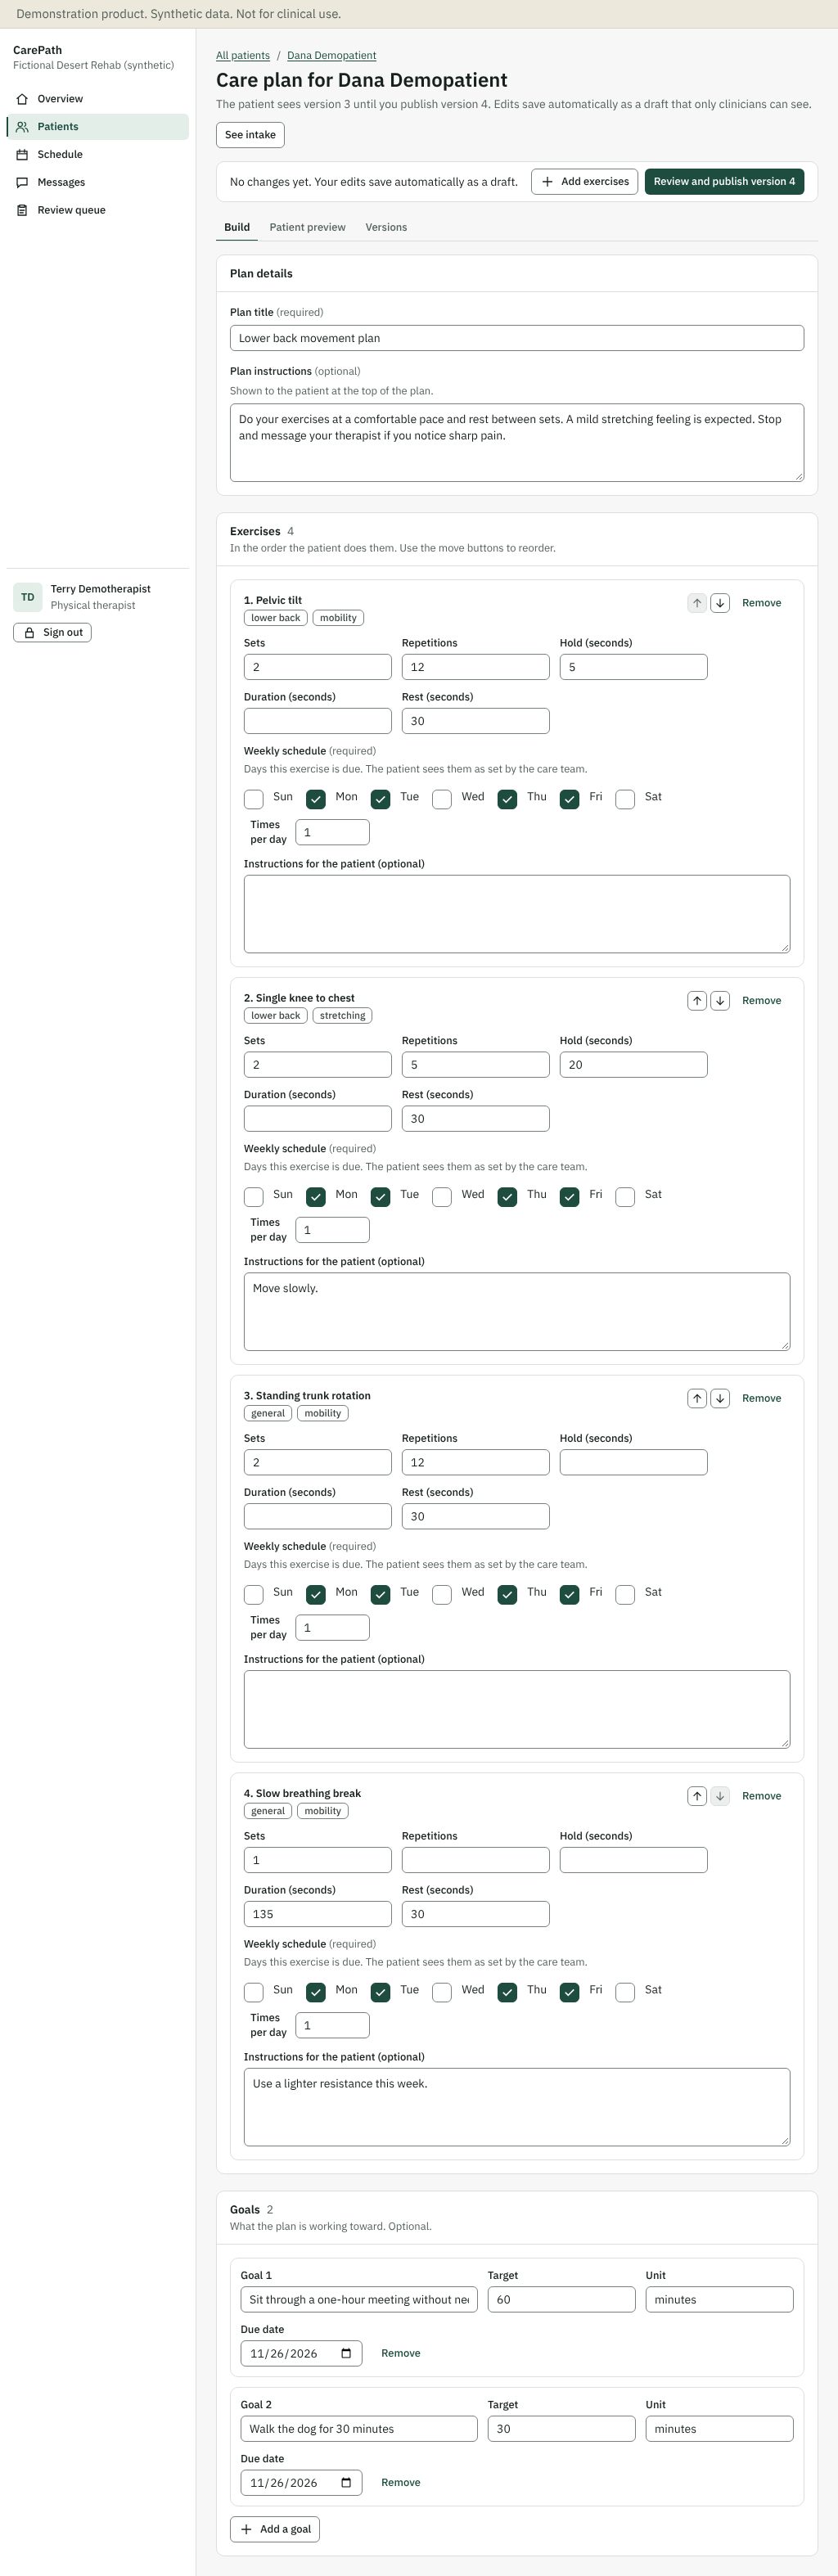 Demonstration product. Synthetic data. Not for clinical use.
CarePath
Fictional Desert Rehab (synthetic)
Overview
Patients
Schedule
Messages
Review queue
TD
Terry Demotherapist
Physical therapist
Sign out
All patients / Dana Demopatient
Care plan for Dana Demopatient
The patient sees version 3 until you publish version 4. Edits save automatically as a draft that only clinicians can see.
See intake
No changes yet. Your edits save automatically as a draft.
Add exercises
Review and publish version 4
Build Patient preview Versions
Plan details
Plan title (required)
Lower back movement plan
Plan instructions (optional)
Shown to the patient at the top of the plan.
Do your exercises at a comfortable pace and rest between sets. A mild stretching feeling is expected. Stop
and message your therapist if you notice sharp pain.
Exercises 4
In the order the patient does them. Use the move buttons to reorder.
1. Pelvic tilt
Remove
lower back mobility
Sets Repetitions Hold (seconds)
2 12 5
Duration (seconds) Rest (seconds)
30
Weekly schedule (required)
Days this exercise is due. The patient sees them as set by the care team.
Sun Mon Tue Wed Thu Fri Sat
Times
per day
1
Instructions for the patient (optional)
2. Single knee to chest
Remove
lower back stretching
Sets Repetitions Hold (seconds)
2 5 20
Duration (seconds) Rest (seconds)
30
Weekly schedule (required)
Days this exercise is due. The patient sees them as set by the care team.
Sun Mon Tue Wed Thu Fri Sat
Times
per day
1
Instructions for the patient (optional)
Move slowly.
3. Standing trunk rotation
Remove
general mobility
Sets Repetitions Hold (seconds)
2 12
Duration (seconds) Rest (seconds)
30
Weekly schedule (required)
Days this exercise is due. The patient sees them as set by the care team.
Sun Mon Tue Wed Thu Fri Sat
Times
per day
1
Instructions for the patient (optional)
4. Slow breathing break
Remove
general mobility
Sets Repetitions Hold (seconds)
1
Duration (seconds) Rest (seconds)
135 30
Weekly schedule (required)
Days this exercise is due. The patient sees them as set by the care team.
Sun Mon Tue Wed Thu Fri Sat
Times
per day
1
Instructions for the patient (optional)
Use a lighter resistance this week.
Goals 2
What the plan is working toward. Optional.
Goal 1 Target Unit
Sit through a one-hour meeting without 60 minutes
Due date
11/26/2026 Remove
Goal 2 Target Unit
Walk the dog for 30 minutes 30 minutes
Due date
11/26/2026 Remove
Add a goal